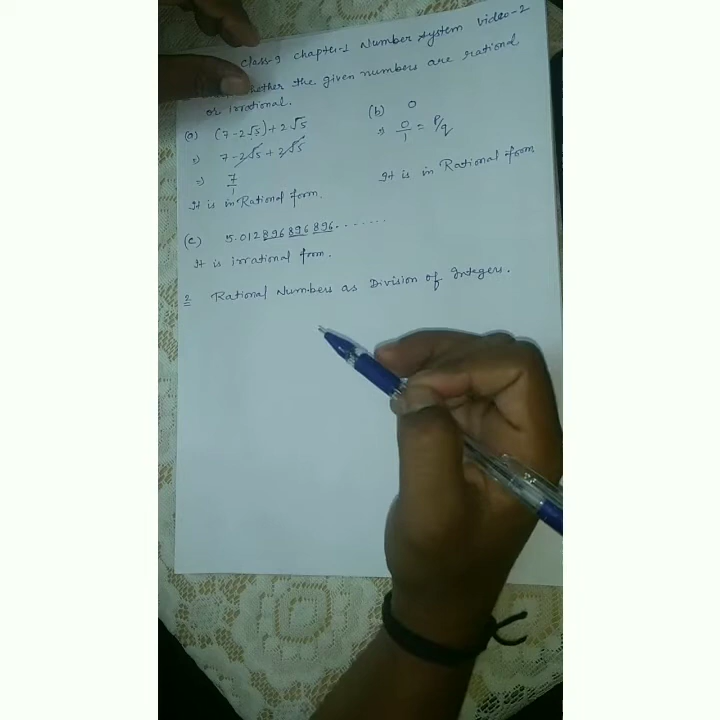 Class-9 Chapter-1 Number System video-2
whether the given numbers are rational
or irrational.
(a) (7-2√5)+2√5
=) 7-2√5+2√5
=) 7/1
It is in Rational form.
(b) 0
=) 0/1 = P/q
It is in Rational form
(c) 5.012896896896.......
It is irrational form.
2 Rational Numbers as Division of Integers.